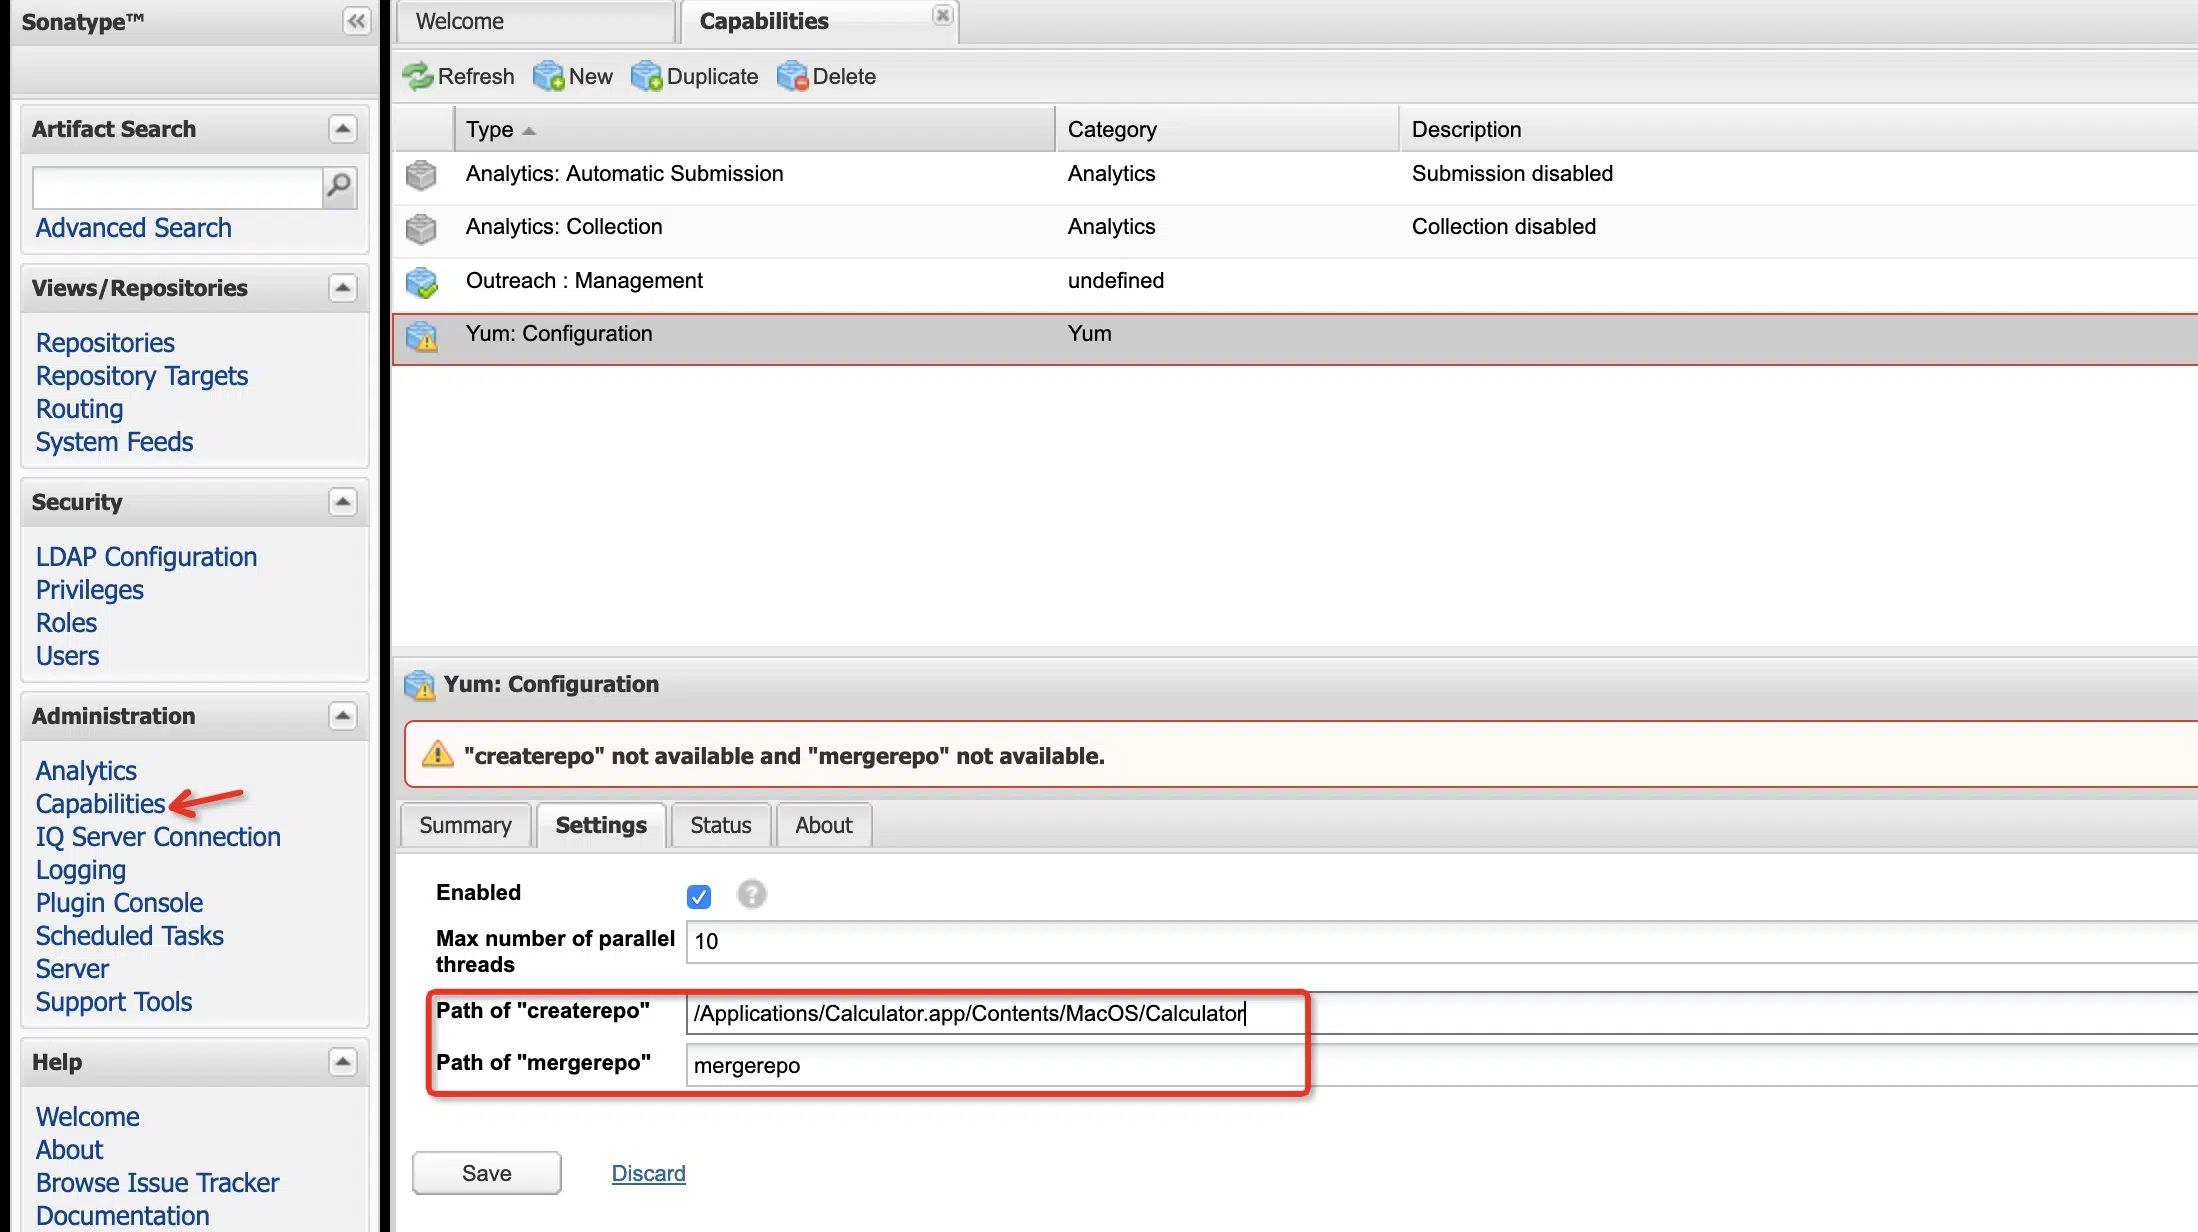 Sonatype™
Artifact Search
Advanced Search
Views/Repositories
Repositories
Repository Targets
Routing
System Feeds
Security
LDAP Configuration
Privileges
Roles
Users
Administration
Analytics
Capabilities
IQ Server Connection
Logging
Plugin Console
Scheduled Tasks
Server
Support Tools
Help
Welcome
About
Browse Issue Tracker
Documentation
Welcome Capabilities
Refresh New Duplicate Delete
Type Category Description
Analytics: Automatic Submission Analytics Submission disabled
Analytics: Collection Analytics Collection disabled
Outreach : Management undefined
Yum: Configuration Yum
Yum: Configuration
"createrepo" not available and "mergerepo" not available.
Summary Settings Status About
Enabled ?
Max number of parallel 10
threads
Path of "createrepo" /Applications/Calculator.app/Contents/MacOS/Calculator
Path of "mergerepo" mergerepo
Save Discard